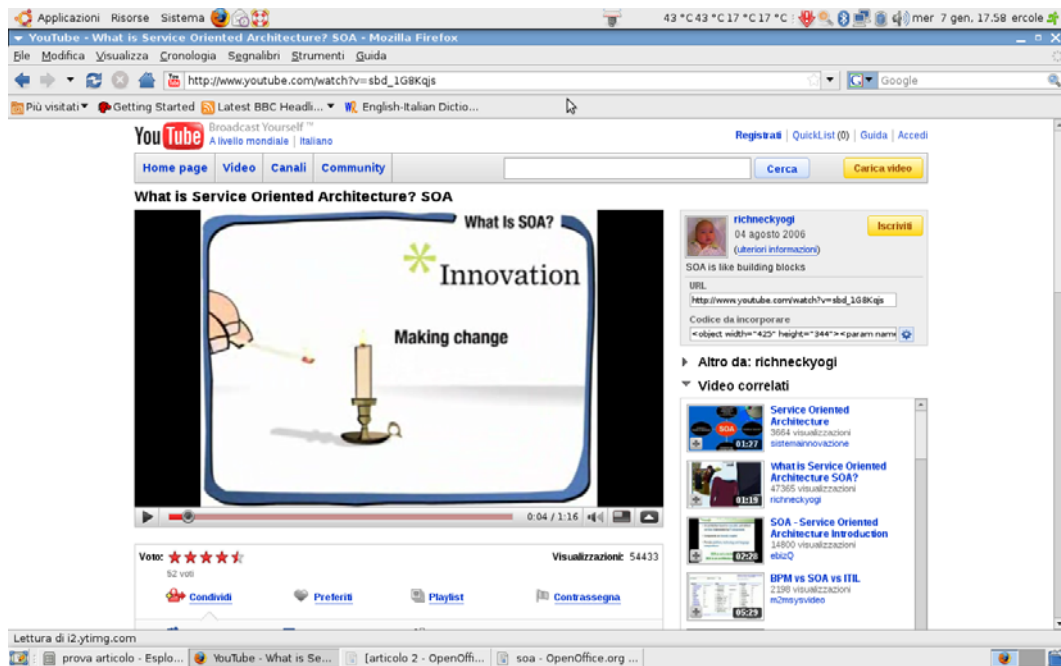 Applicazioni Risorse Sistema 43 °C 43 °C 17 °C 17 °C mer 7 gen, 17.58 ercole
YouTube - What is Service Oriented Architecture? SOA - Mozilla Firefox
File Modifica Visualizza Cronologia Segnalibri Strumenti Guida
http://www.youtube.com/watch?v=sbd_1G8Kqjs Google
Più visitati Getting Started Latest BBC Headli... English-Italian Dictio...
You Tube Broadcast Yourself ™
A livello mondiale | Italiano
Registrati | QuickList (0) | Guida | Accedi
Home page Video Canali Community Cerca Carica video
What is Service Oriented Architecture? SOA
What Is SOA?
Innovation
Making change
0:04 / 1:16
richneckyogi
04 agosto 2006
(ulteriori informazioni)
Iscriviti
SOA is like building blocks
URL
http://www.youtube.com/watch?v=sbd_1G8Kqjs
Codice da incorporare
<object width="425" height="344"><param name
Altro da: richneckyogi
Video correlati
SOA
01:27
Service Oriented
Architecture
3664 visualizzazioni
sistemainnovazione
01:19
What is Service Oriented
Architecture SOA?
47365 visualizzazioni
richneckyogi
02:28
SOA - Service Oriented
Architecture Introduction
14800 visualizzazioni
ebizQ
05:29
BPM vs SOA vs ITIL
2198 visualizzazioni
m2msysvideo
Voto:
52 voti
Visualizzazioni: 54433
Condividi Preferiti Playlist Contrassegna
Lettura di i2.ytimg.com
prova articolo - Esplo... YouTube - What is Se... [articolo 2 - OpenOffi... soa - OpenOffice.org ...